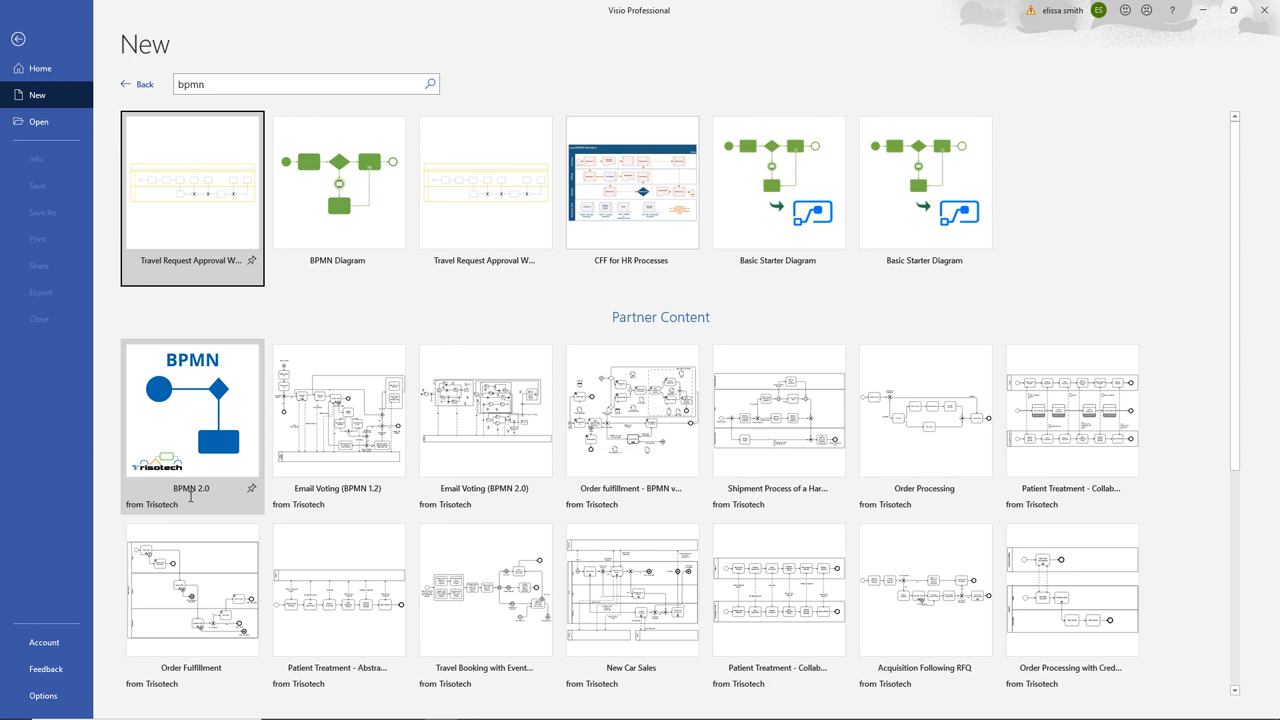 Visio Professional
elissa smith
ES
?
New
Home
New
Open
Info
Save
Save As
Print
Share
Export
Close
Account
Feedback
Options
Back
bpmn
Travel Request Approval W...
BPMN Diagram
Travel Request Approval W...
CFF for HR Processes
Basic Starter Diagram
Basic Starter Diagram
Partner Content
BPMN
Trisotech
BPMN 2.0
from Trisotech
Email Voting (BPMN 1.2)
from Trisotech
Email Voting (BPMN 2.0)
from Trisotech
Order fulfillment - BPMN v...
from Trisotech
Shipment Process of a Har...
from Trisotech
Order Processing
from Trisotech
Patient Treatment - Collab...
from Trisotech
Order Fulfillment
from Trisotech
Patient Treatment - Abstra...
from Trisotech
Travel Booking with Event...
from Trisotech
New Car Sales
from Trisotech
Patient Treatment - Collab...
from Trisotech
Acquisition Following RFQ
from Trisotech
Order Processing with Cred...
from Trisotech